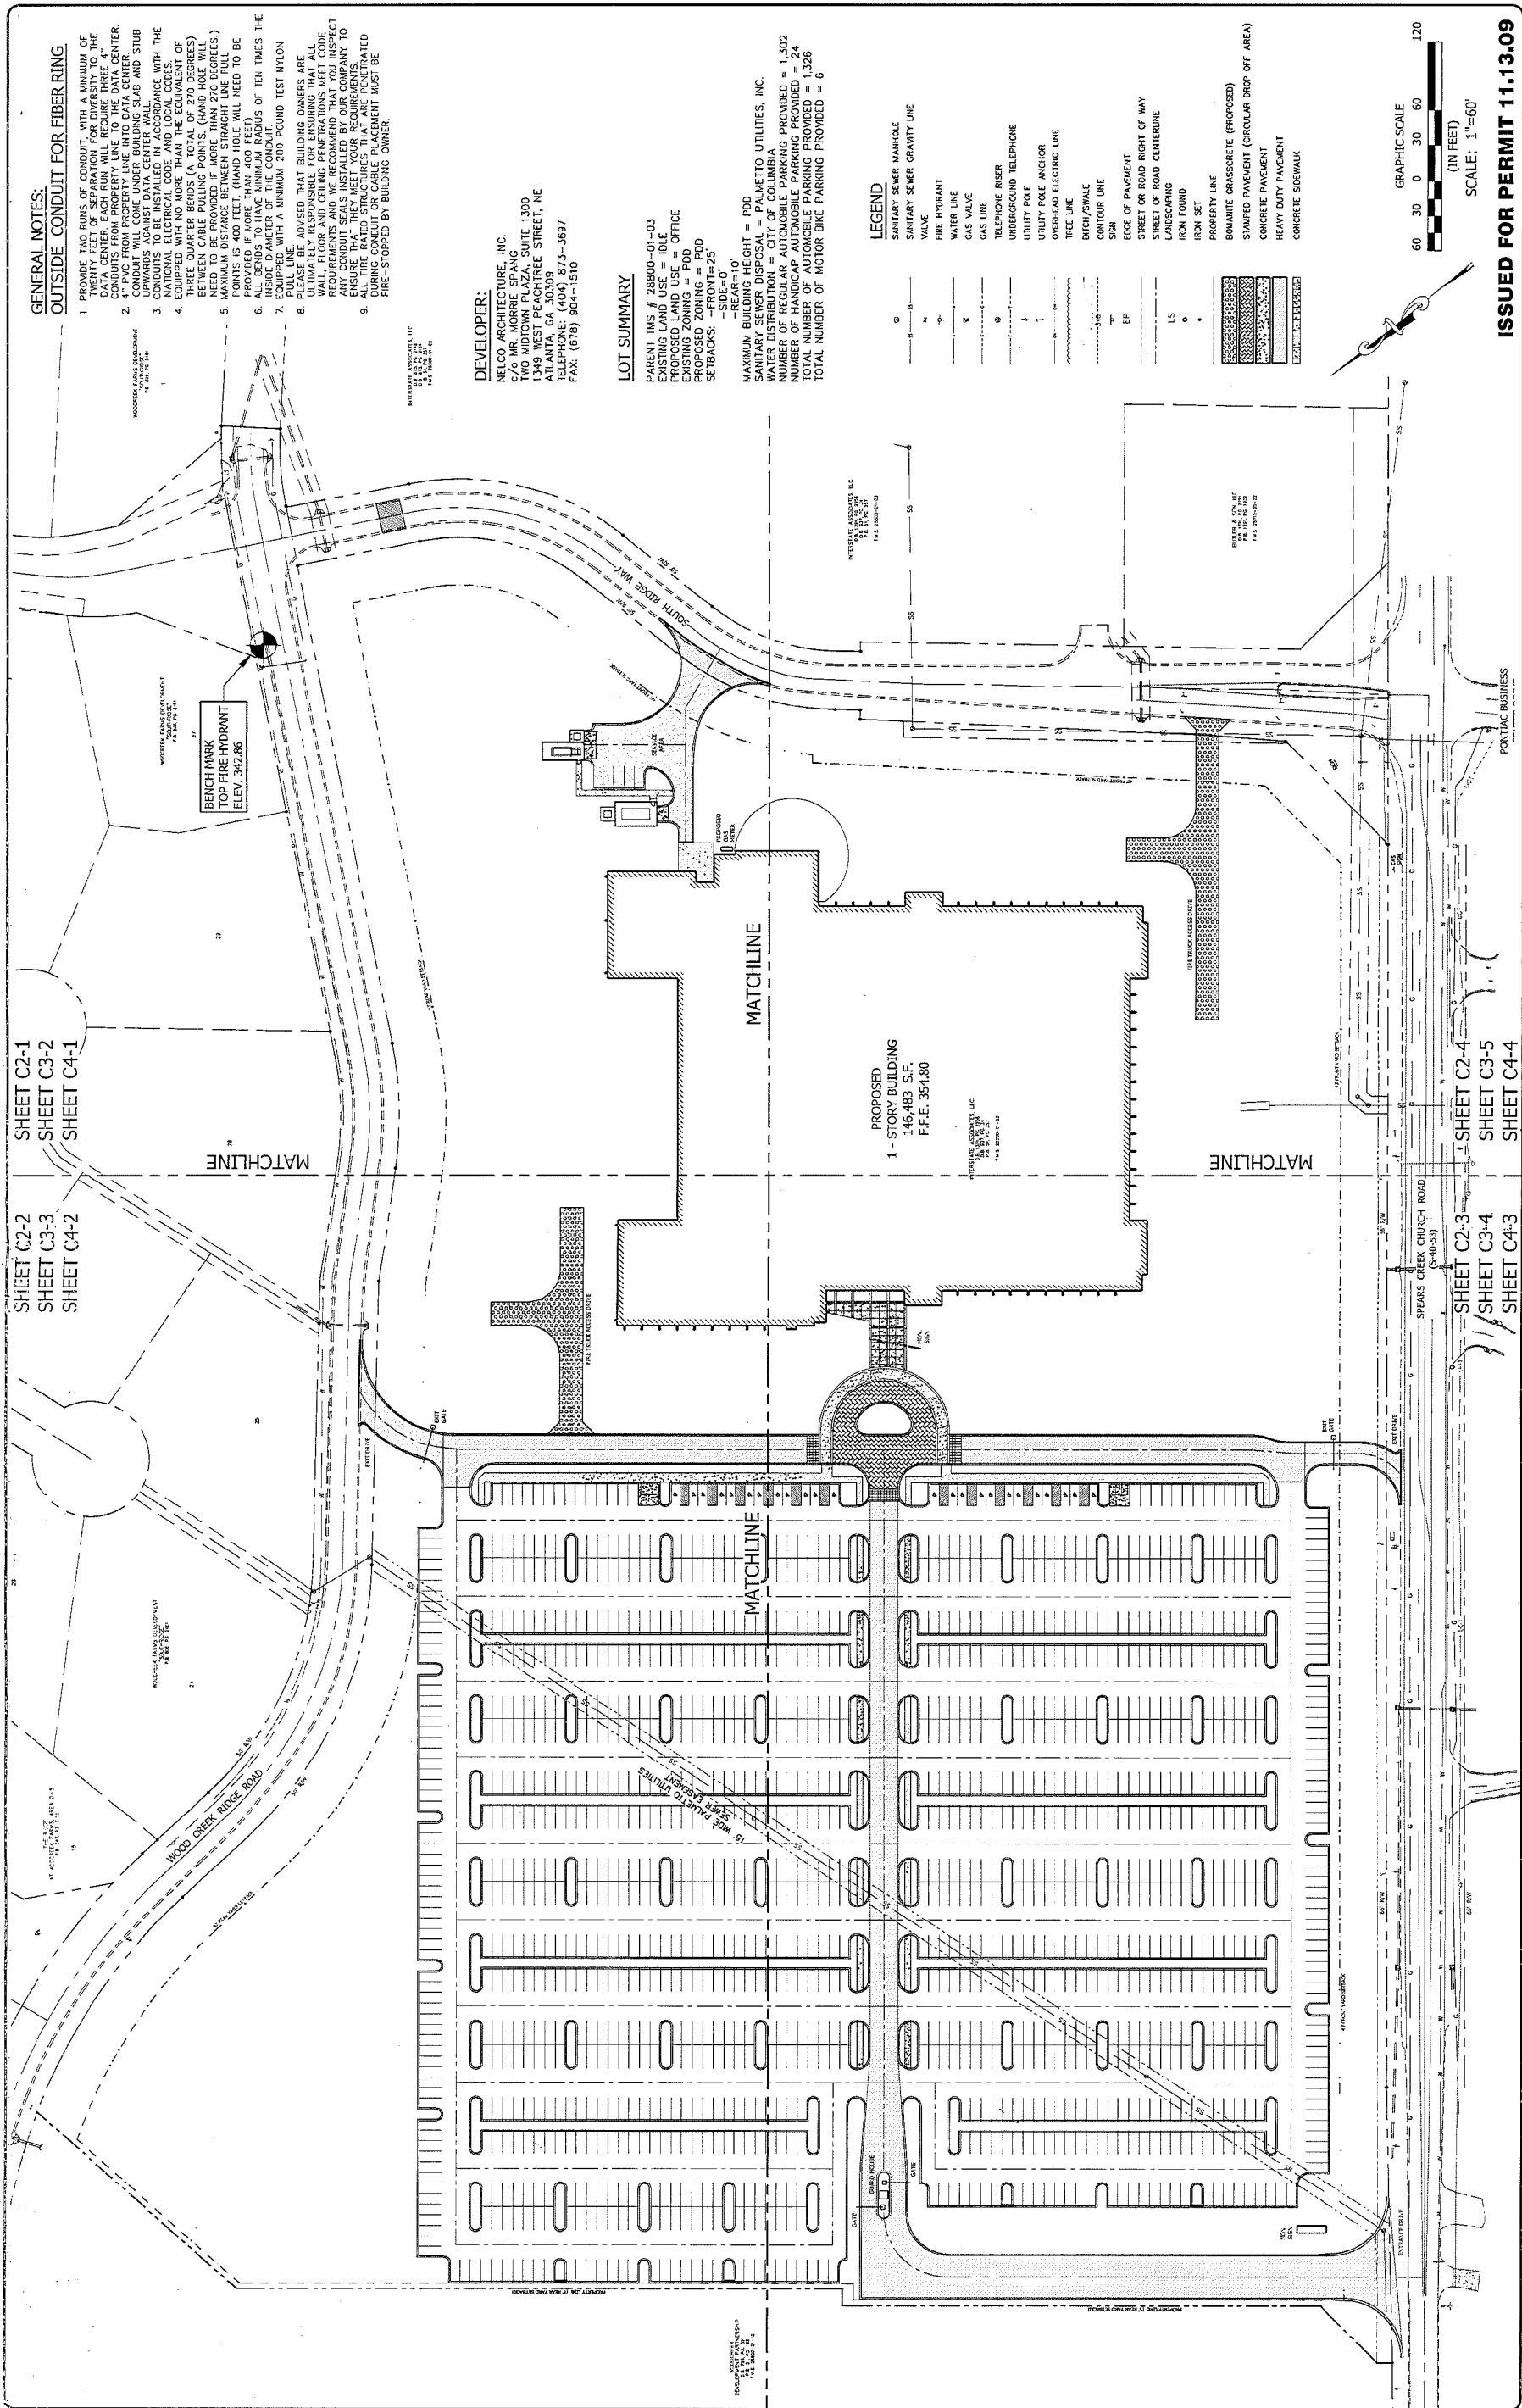 GENERAL NOTES:
OUTSIDE CONDUIT FOR FIBER RING
1. PROVIDE TWO RUNS OF CONDUIT, WITH A MINIMUM OF
TWENTY FEET OF SEPARATION FOR DIVERSITY TO THE
DATA CENTER. EACH RUN WILL REQUIRE THREE 4"
CONDUITS FROM PROPERTY LINE TO THE DATA CENTER.
2. 4" PVC FROM PROPERTY LINE INTO DATA CENTER.
CONDUIT WILL COME UNDER BUILDING SLAB AND STUB
UPWARDS AGAINST DATA CENTER WALL.
3. CONDUITS TO BE INSTALLED IN ACCORDANCE WITH THE
NATIONAL ELECTRICAL CODE AND LOCAL CODES.
4. EQUIPPED WITH NO MORE THAN THE EQUIVALENT OF
THREE QUARTER BENDS (A TOTAL OF 270 DEGREES)
BETWEEN CABLE PULLING POINTS. (HAND HOLE WILL
NEED TO BE PROVIDED IF MORE THAN 270 DEGREES.)
5. MAXIMUM DISTANCE BETWEEN STRAIGHT LINE PULL
POINTS IS 400 FEET. (HAND HOLE WILL NEED TO BE
PROVIDED IF MORE THAN 400 FEET)
6. ALL BENDS TO HAVE MINIMUM RADIUS OF TEN TIMES THE
INSIDE DIAMETER OF THE CONDUIT.
7. EQUIPPED WITH A MINIMUM 200 POUND TEST NYLON
PULL LINE.
8. PLEASE BE ADVISED THAT BUILDING OWNERS ARE
ULTIMATELY RESPONSIBLE FOR ENSURING THAT ALL
WALL, FLOOR AND CEILING PENETRATIONS MEET CODE
REQUIREMENTS AND WE RECOMMEND THAT YOU INSPECT
ANY CONDUIT SEALS INSTALLED BY OUR COMPANY TO
ENSURE THAT THEY MEET YOUR REQUIREMENTS.
9. ALL FIRE RATED STRUCTURES THAT ARE PENETRATED
DURING CONDUIT OR CABLE PLACEMENT MUST BE
FIRE-STOPPED BY BUILDING OWNER.
DEVELOPER:
NELCO ARCHITECTURE, INC.
c/o MR. MORRIE SPANG
TWO MIDTOWN PLAZA, SUITE 1300
1349 WEST PEACHTREE STREET, NE
ATLANTA, GA 30309
TELEPHONE: (404) 873-3697
FAX: (678) 904-1510
LOT SUMMARY
PARENT TMS # 28800-01-03
EXISTING LAND USE = IDLE
PROPOSED LAND USE = OFFICE
EXISTING ZONING = PDD
PROPOSED ZONING = PDD
SETBACKS: --FRONT=25'
--SIDE=0'
--REAR=10'
MAXIMUM BUILDING HEIGHT = PDD
SANITARY SEWER DISPOSAL = PALMETTO UTILITIES, INC.
WATER DISTRIBUTION = CITY OF COLUMBIA
NUMBER OF REGULAR AUTOMOBILE PARKING PROVIDED = 1,302
NUMBER OF HANDICAP AUTOMOBILE PARKING PROVIDED = 24
TOTAL NUMBER OF AUTOMOBILE PARKING PROVIDED = 1,326
TOTAL NUMBER OF MOTOR BIKE PARKING PROVIDED = 6
LEGEND
SANITARY SEWER MANHOLE
SANITARY SEWER GRAVITY LINE
VALVE
FIRE HYDRANT
WATER LINE
GAS VALVE
GAS LINE
TELEPHONE RISER
UNDERGROUND TELEPHONE
UTILITY POLE
UTILITY POLE ANCHOR
OVERHEAD ELECTRIC LINE
TREE LINE
DITCH/SWALE
CONTOUR LINE
SIGN
EP EDGE OF PAVEMENT
STREET OR ROAD RIGHT OF WAY
STREET OF ROAD CENTERLINE
LS LANDSCAPING
IRON FOUND
IRON SET
PROPERTY LINE
BOMANITE GRASSCRETE (PROPOSED)
STAMPED PAVEMENT (CIRCULAR DROP OFF AREA)
CONCRETE PAVEMENT
HEAVY DUTY PAVEMENT
CONCRETE SIDEWALK
GRAPHIC SCALE
60 30 0 30 60 120
(IN FEET)
SCALE: 1"=60'
ISSUED FOR PERMIT 11.13.09
SHEET C2-2
SHEET C3-3
SHEET C4-2
SHEET C2-1
SHEET C3-2
SHEET C4-1
MATCHLINE
BENCH MARK
TOP FIRE HYDRANT
ELEV. 342.86
WOOD CREEK RIDGE ROAD
SOUTH RIDGE WAY
SERVICE AREA
PROPOSED
GAS
METER
MATCHLINE
PROPOSED
1 - STORY BUILDING
146,483 S.F.
F.F.E. 354.80
FIRE TRUCK ACCESS DRIVE
FIRE TRUCK ACCESS DRIVE
EXIT DRIVE
EXIT
GATE
MATCHLINE
15' WIDE PALMETTO UTILITIES
SEWER EASEMENT
GATE
GUARD HOUSE
GATE
EXIT
GATE
EXIT DRIVE
ENTRANCE DRIVE
MATCHLINE
SPEARS CREEK CHURCH ROAD
(S-40-53)
66' R/W
66' R/W
SHEET C2-3
SHEET C3-4
SHEET C4-3
SHEET C2-4
SHEET C3-5
SHEET C4-4
PONTIAC BUSINESS